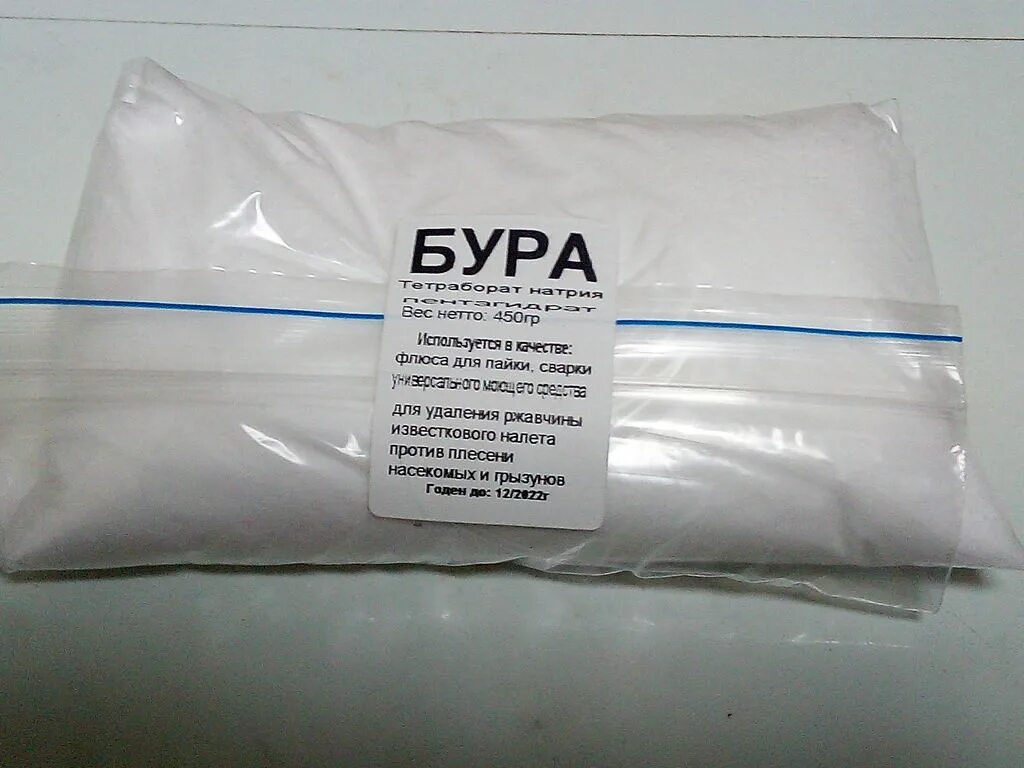 БУРА
Тетраборат натрия
пентагидрат
Вес нетто: 450гр
Используется в качестве:
флюса для пайки, сварки
универсального моющего средства
для удаления ржавчины
известкового налета
против плесени
насекомых и грызунов
Годен до: 12/2022г